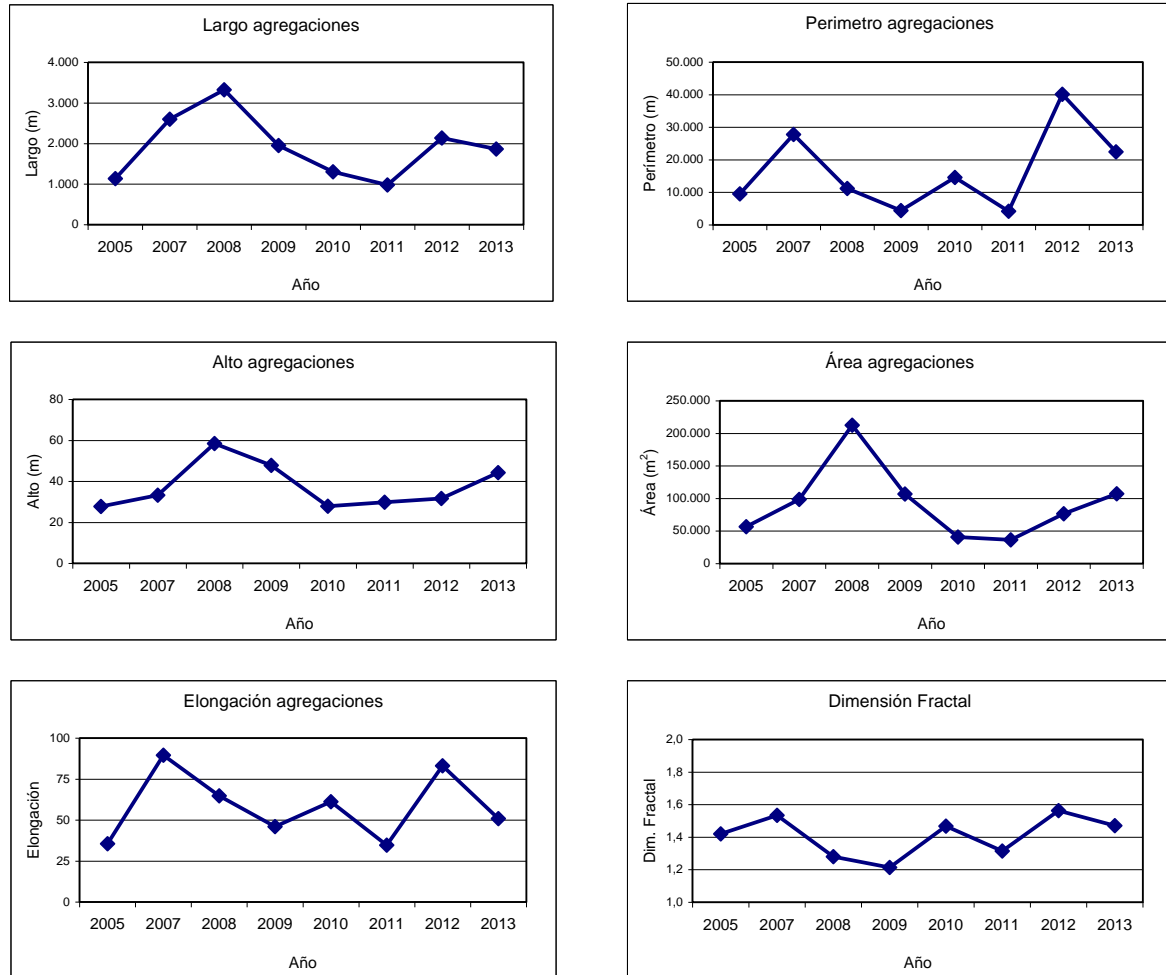 Largo agregaciones
4.000
3.000
2.000
1.000
0
Largo (m)
2005 2007 2008 2009 2010 2011 2012 2013
Año
Perimetro agregaciones
50.000
40.000
30.000
20.000
10.000
0
Perímetro (m)
2005 2007 2008 2009 2010 2011 2012 2013
Año
Alto agregaciones
80
60
40
20
0
Alto (m)
2005 2007 2008 2009 2010 2011 2012 2013
Año
Área agregaciones
250.000
200.000
150.000
100.000
50.000
0
Área (m²)
2005 2007 2008 2009 2010 2011 2012 2013
Año
Elongación agregaciones
100
75
50
25
0
Elongación
2005 2007 2008 2009 2010 2011 2012 2013
Año
Dimensión Fractal
2,0
1,8
1,6
1,4
1,2
1,0
Dim. Fractal
2005 2007 2008 2009 2010 2011 2012 2013
Año